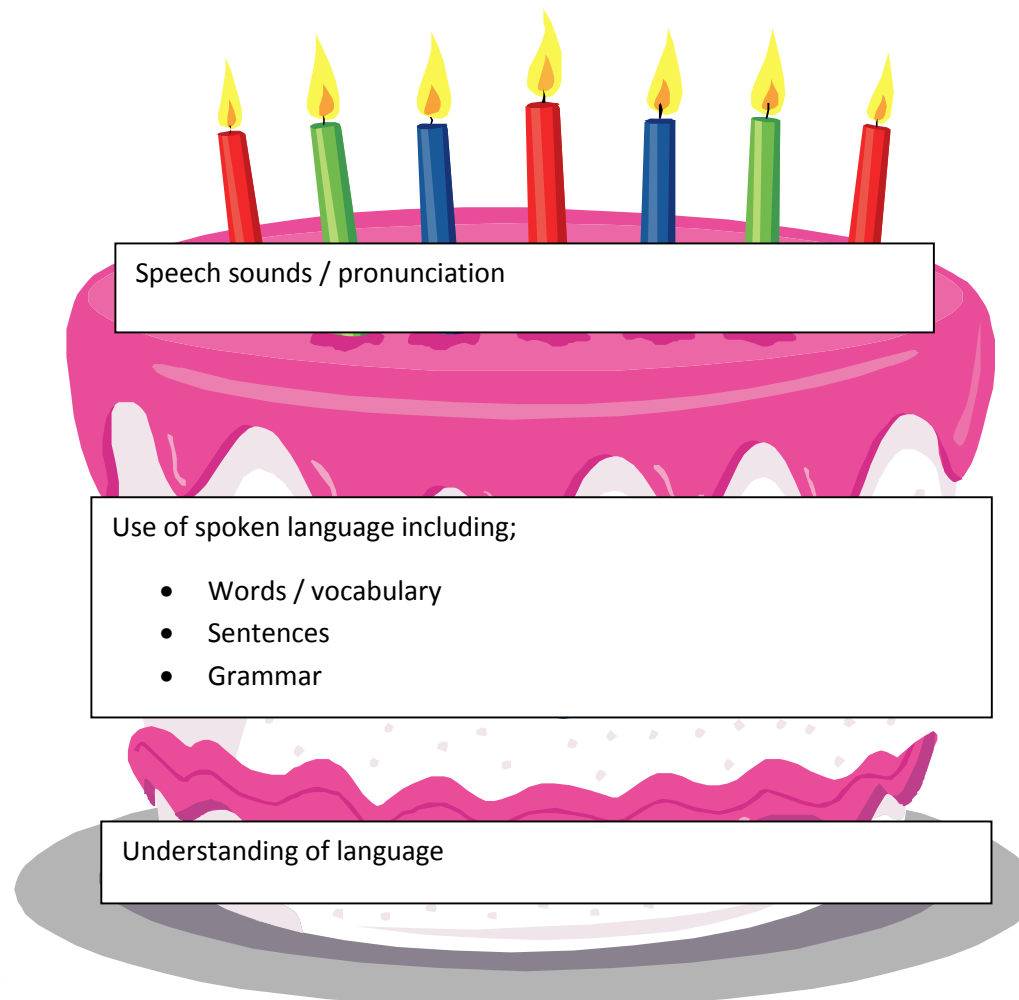 Speech sounds / pronunciation
Use of spoken language including;
• Words / vocabulary
• Sentences
• Grammar
Understanding of language